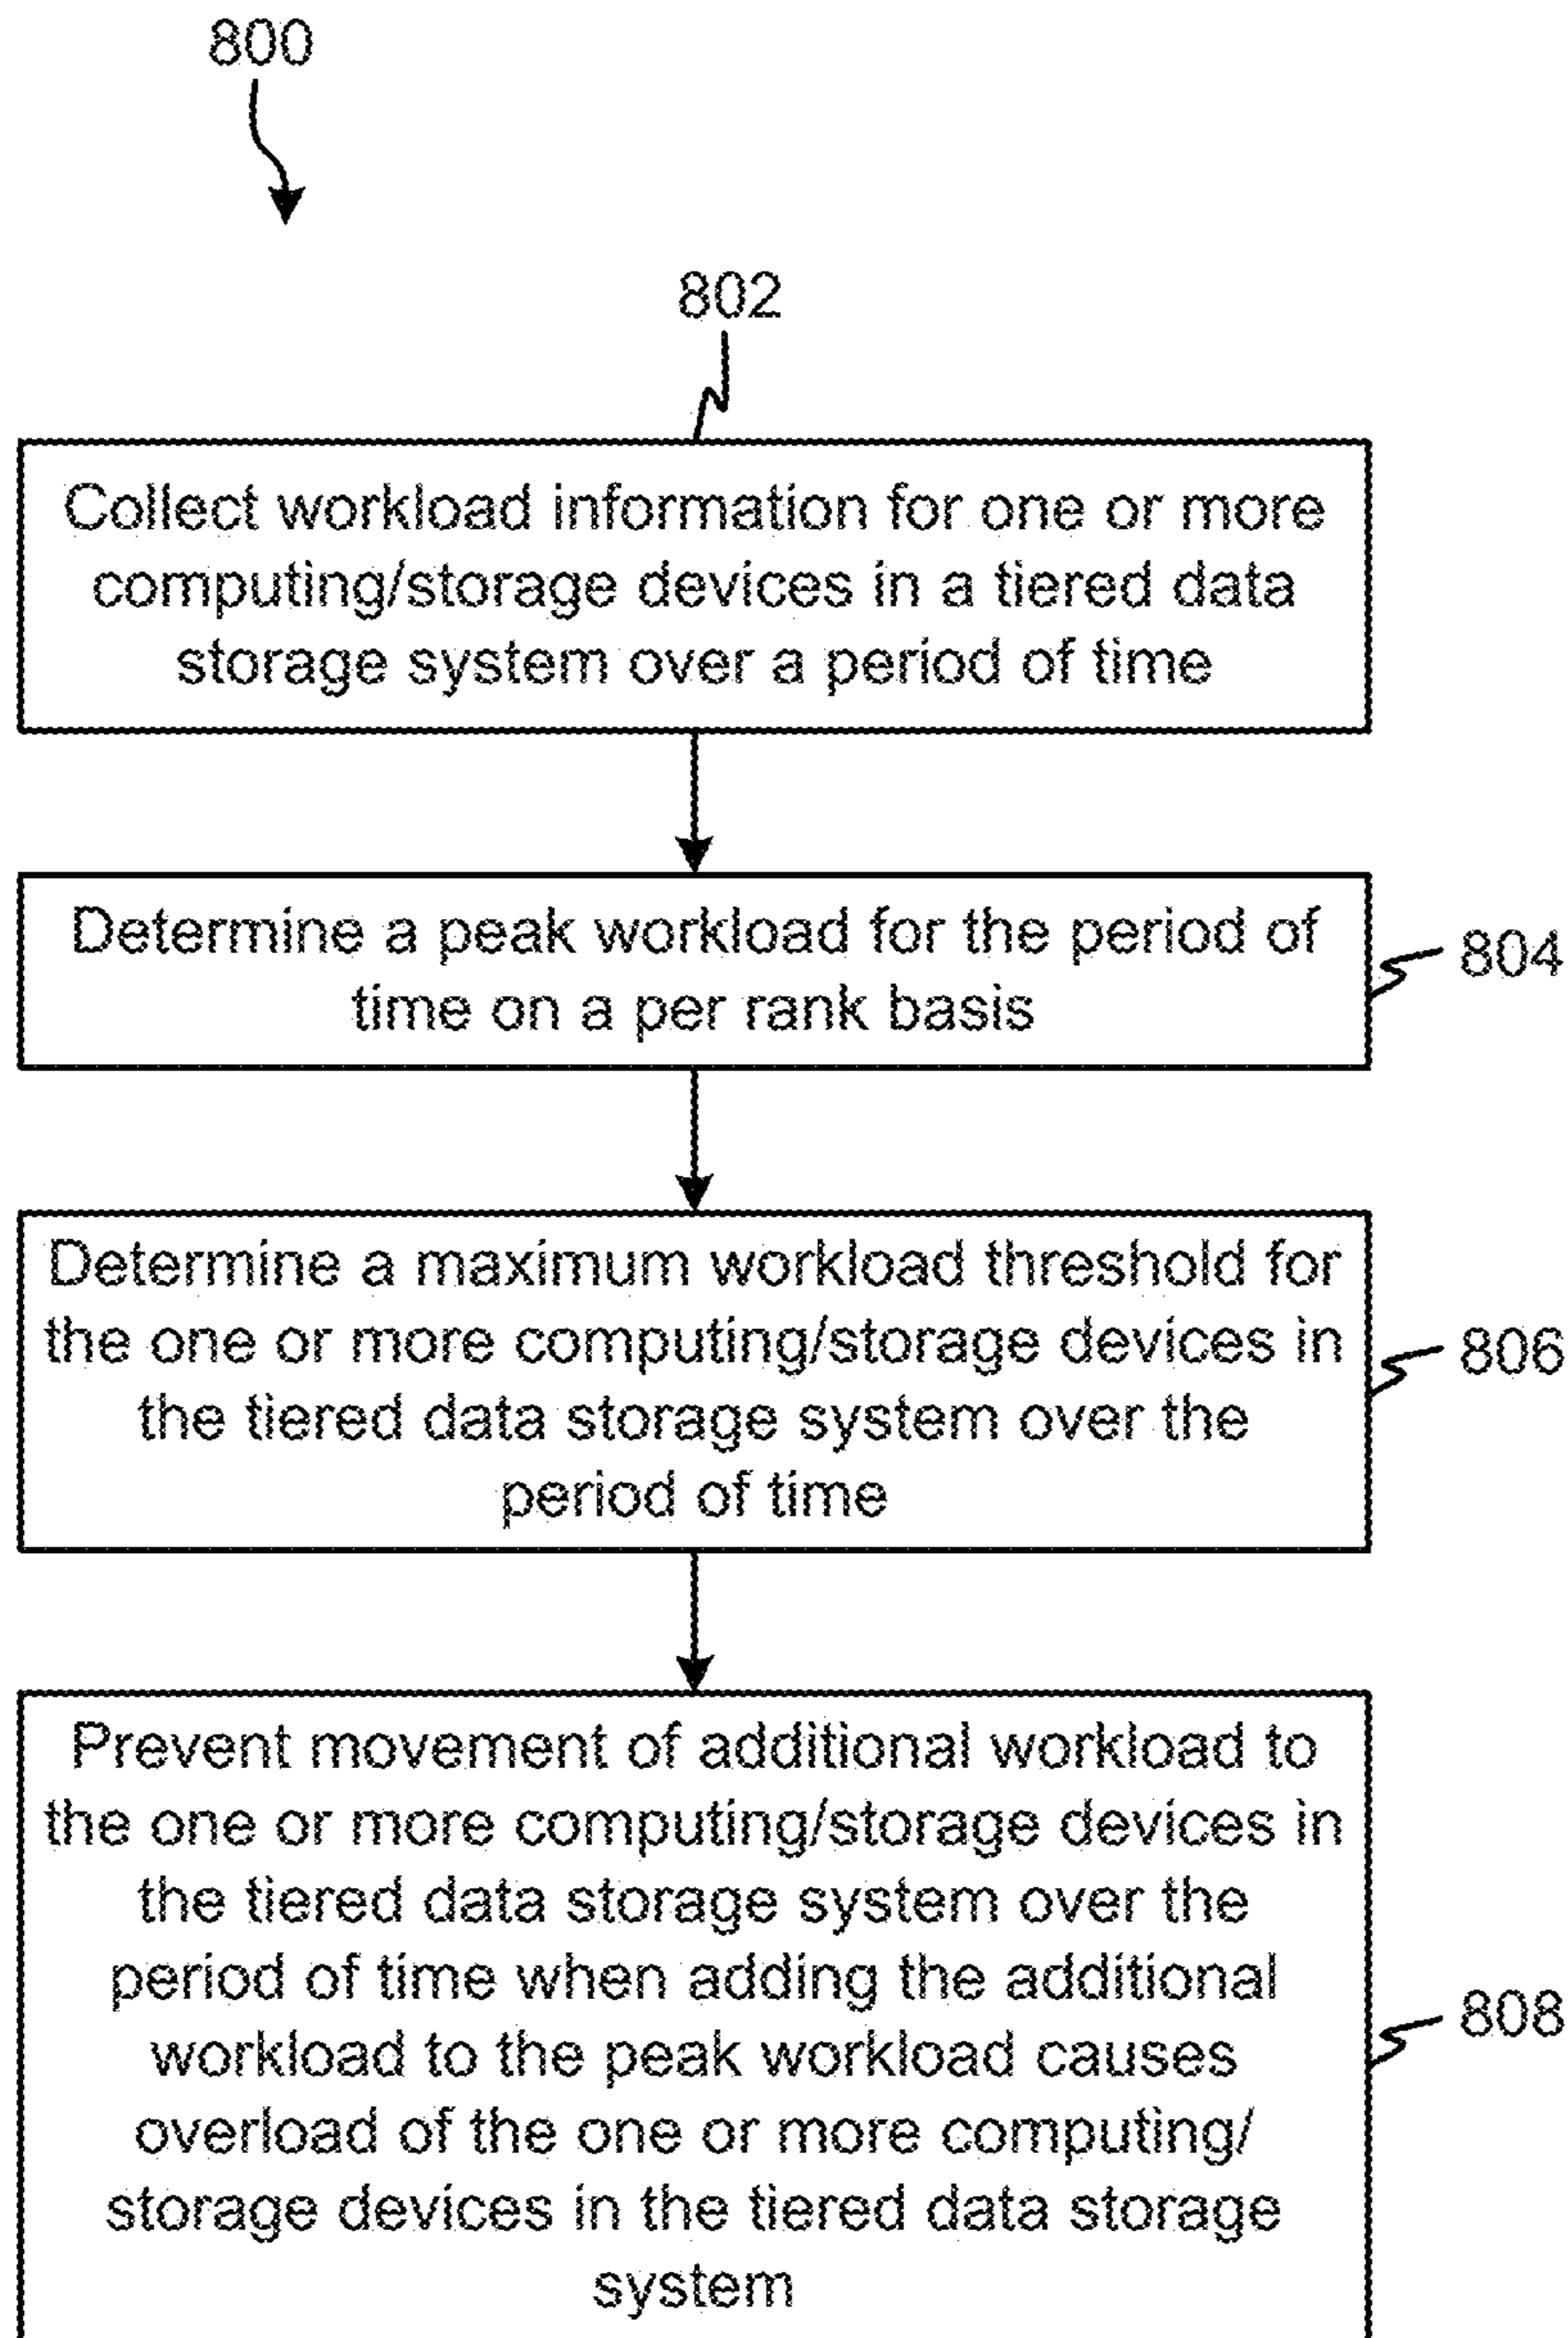 800
802
Collect workload information for one or more
computing/storage devices in a tiered data
storage system over a period of time
Determine a peak workload for the period of
time on a per rank basis
804
Determine a maximum workload threshold for
the one or more computing/storage devices in
the tiered data storage system over the
period of time
806
Prevent movement of additional workload to
the one or more computing/storage devices in
the tiered data storage system over the
period of time when adding the additional
workload to the peak workload causes
overload of the one or more computing/
storage devices in the tiered data storage
system
808